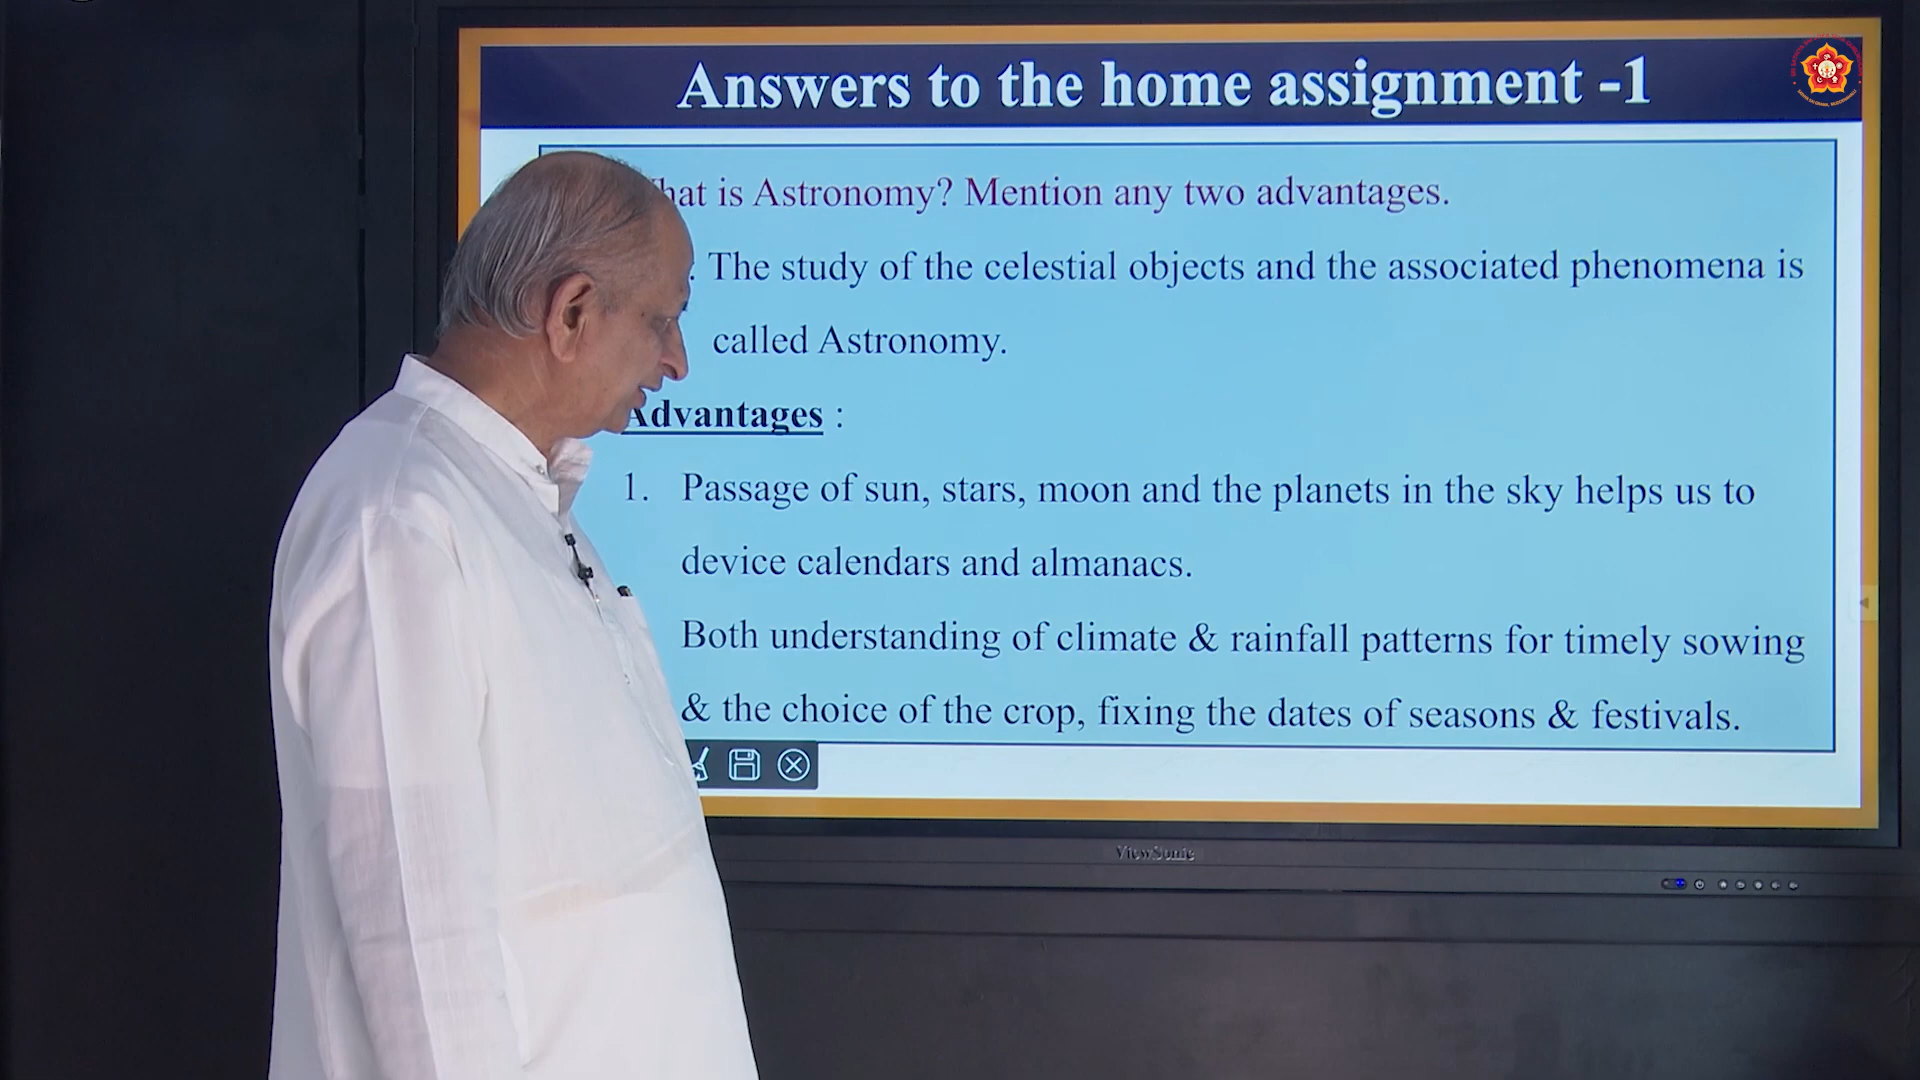 Answers to the home assignment -1
is Astronomy? Mention any two advantages.
. The study of the celestial objects and the associated phenomena is
called Astronomy.
Advantages :
1. Passage of sun, stars, moon and the planets in the sky helps us to
device calendars and almanacs.
Both understanding of climate & rainfall patterns for timely sowing
& the choice of the crop, fixing the dates of seasons & festivals.
ViewSonic